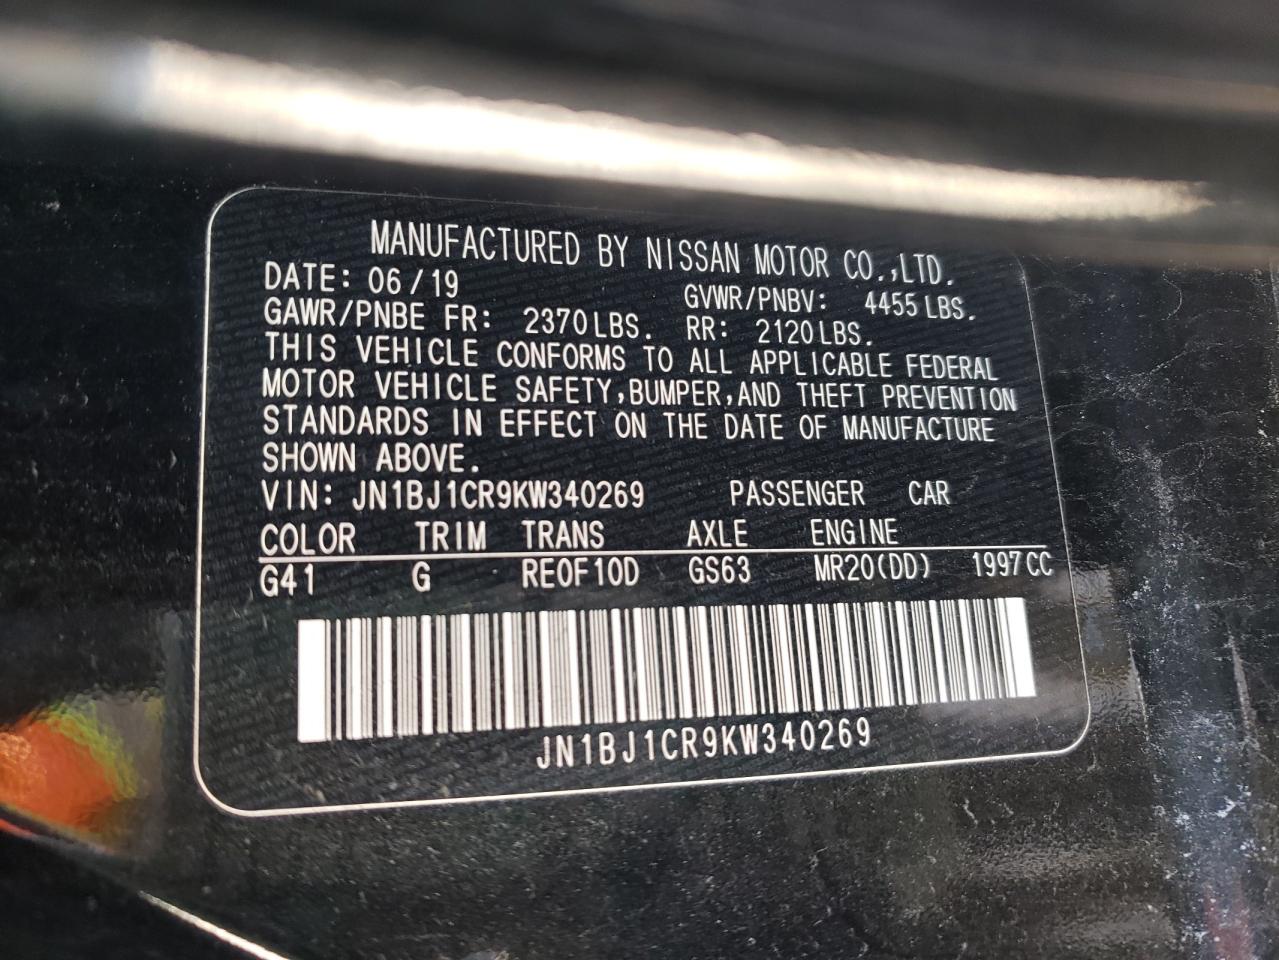 MANUFACTURED BY NISSAN MOTOR CO.,LTD.
DATE: 06/19 GVWR/PNBV: 4455 LBS.
GAWR/PNBE FR: 2370 LBS. RR: 2120 LBS.
THIS VEHICLE CONFORMS TO ALL APPLICABLE FEDERAL
MOTOR VEHICLE SAFETY,BUMPER,AND THEFT PREVENTION
STANDARDS IN EFFECT ON THE DATE OF MANUFACTURE
SHOWN ABOVE.
VIN: JN1BJ1CR9KW340269 PASSENGER CAR
COLOR TRIM TRANS AXLE ENGINE
G41 G RE0F10D GS63 MR20(DD) 1997 CC
JN1BJ1CR9KW340269